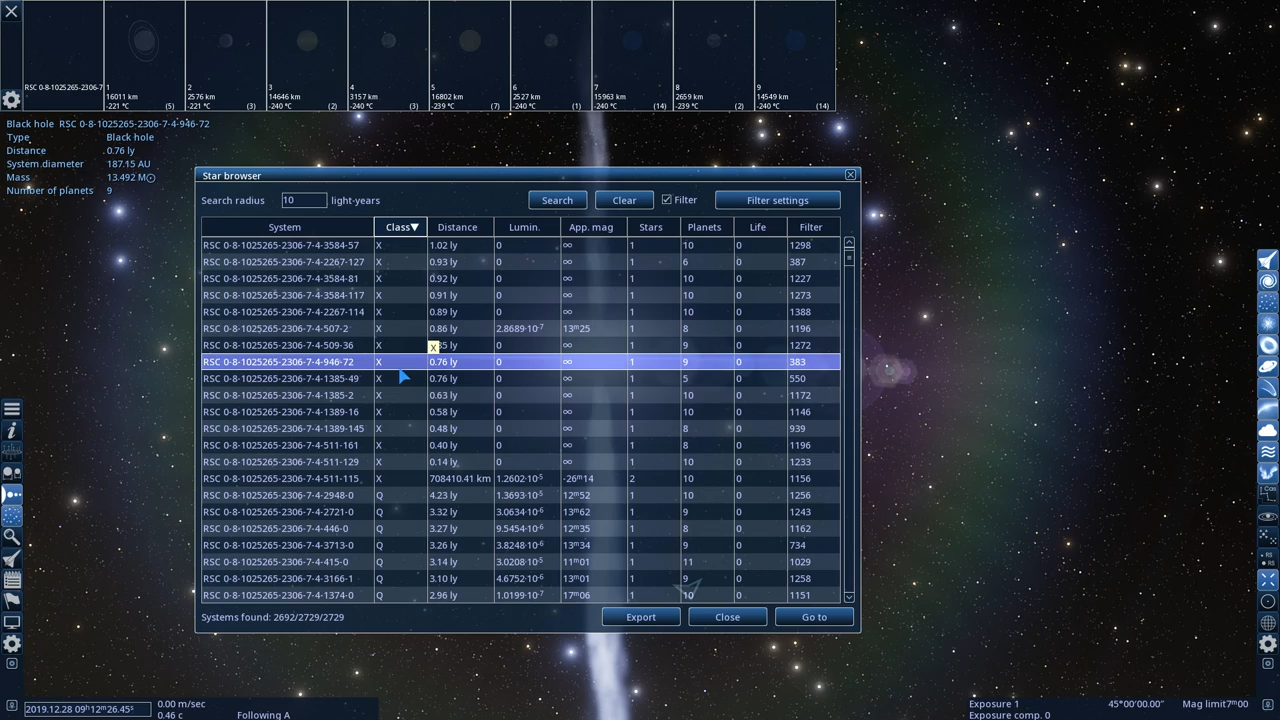 RSC 0-8-1025265-2306-7
1
2
3
4
5
6
7
8
9
16011 km
2576 km
14646 km
3157 km
16802 km
2527 km
15963 km
2659 km
14549 km
-221 °C (5)
-221 °C (3)
-240 °C (2)
-240 °C (3)
-239 °C (7)
-240 °C (1)
-240 °C (14)
-239 °C (2)
-240 °C (14)
Black hole RSC 0-8-1025265-2306-7-4-946-72
Type Black hole
Distance 0.76 ly
System diameter 187.15 AU
Mass 13.492 M☉
Number of planets 9
Star browser
Search radius 10 light-years Search Clear Filter Filter settings
System Class▼ Distance Lumin. App. mag Stars Planets Life Filter
RSC 0-8-1025265-2306-7-4-3584-57 X 1.02 ly 0 ∞ 1 10 0 1298
RSC 0-8-1025265-2306-7-4-2267-127 X 0.93 ly 0 ∞ 1 6 0 387
RSC 0-8-1025265-2306-7-4-3584-81 X 0.92 ly 0 ∞ 1 10 0 1227
RSC 0-8-1025265-2306-7-4-3584-117 X 0.91 ly 0 ∞ 1 10 0 1273
RSC 0-8-1025265-2306-7-4-2267-114 X 0.89 ly 0 ∞ 1 10 0 1388
RSC 0-8-1025265-2306-7-4-507-2 X 0.86 ly 2.8689·10⁻⁷ 13ᵐ25 1 8 0 1196
RSC 0-8-1025265-2306-7-4-509-36 X X 35 ly 0 ∞ 1 9 0 1272
RSC 0-8-1025265-2306-7-4-946-72 X 0.76 ly 0 ∞ 1 9 0 383
RSC 0-8-1025265-2306-7-4-1385-49 X 0.76 ly 0 ∞ 1 5 0 550
RSC 0-8-1025265-2306-7-4-1385-2 X 0.63 ly 0 ∞ 1 10 0 1172
RSC 0-8-1025265-2306-7-4-1389-16 X 0.58 ly 0 ∞ 1 10 0 1146
RSC 0-8-1025265-2306-7-4-1389-145 X 0.48 ly 0 ∞ 1 8 0 939
RSC 0-8-1025265-2306-7-4-511-161 X 0.40 ly 0 ∞ 1 8 0 1196
RSC 0-8-1025265-2306-7-4-511-129 X 0.14 ly 0 ∞ 1 10 0 1233
RSC 0-8-1025265-2306-7-4-511-115 X 708410.41 km 1.2602·10⁻⁵ -26ᵐ14 2 10 0 1156
RSC 0-8-1025265-2306-7-4-2948-0 Q 4.23 ly 1.3693·10⁻⁵ 12ᵐ52 1 10 0 1256
RSC 0-8-1025265-2306-7-4-2721-0 Q 3.32 ly 3.0634·10⁻⁶ 13ᵐ62 1 9 0 1243
RSC 0-8-1025265-2306-7-4-446-0 Q 3.27 ly 9.5454·10⁻⁶ 12ᵐ35 1 8 0 1162
RSC 0-8-1025265-2306-7-4-3713-0 Q 3.26 ly 3.8248·10⁻⁶ 13ᵐ34 1 9 0 734
RSC 0-8-1025265-2306-7-4-415-0 Q 3.14 ly 3.0208·10⁻⁵ 11ᵐ01 1 11 0 1029
RSC 0-8-1025265-2306-7-4-3166-1 Q 3.10 ly 4.6752·10⁻⁶ 13ᵐ01 1 9 0 1258
RSC 0-8-1025265-2306-7-4-1374-0 Q 2.96 ly 1.0199·10⁻⁷ 17ᵐ06 1 10 0 1151
Systems found: 2692/2729/2729 Export Close Go to
2019.12.28 09ʰ12ᵐ26.45ˢ
0.00 m/sec
0.46 c Following A
Exposure 1 45°00'00.00" Mag limit7ᵐ00
Exposure comp. 0